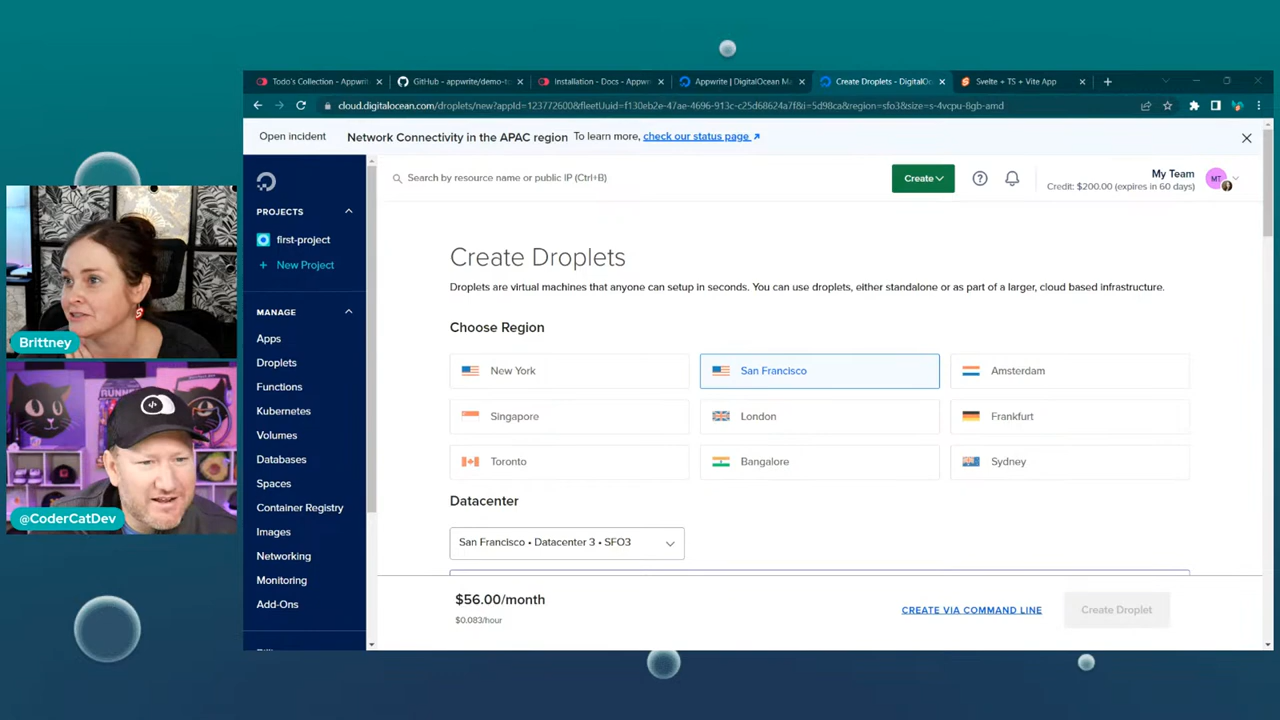 Todo's Collection - Appwrit
GitHub - appwrite/demo-to
Installation - Docs - Appwr
Appwrite | DigitalOcean Ma
Create Droplets - DigitalOc
Svelte + TS + Vite App
cloud.digitalocean.com/droplets/new?appId=123772600&fleetUuid=f130eb2e-47ae-4696-913c-c25d68624a7f&i=5d98ca&region=sfo3&size=s-4vcpu-8gb-amd
Open incident
Network Connectivity in the APAC region To learn more, check our status page
Search by resource name or public IP (Ctrl+B)
Create
My Team
Credit: $200.00 (expires in 60 days)
MT
PROJECTS
first-project
+ New Project
MANAGE
Apps
Droplets
Functions
Kubernetes
Volumes
Databases
Spaces
Container Registry
Images
Networking
Monitoring
Add-Ons
Create Droplets
Droplets are virtual machines that anyone can setup in seconds. You can use droplets, either standalone or as part of a larger, cloud based infrastructure.
Choose Region
New York
San Francisco
Amsterdam
Singapore
London
Frankfurt
Toronto
Bangalore
Sydney
Datacenter
San Francisco • Datacenter 3 • SFO3
$56.00/month
$0.083/hour
CREATE VIA COMMAND LINE
Create Droplet
Brittney
@CoderCatDev